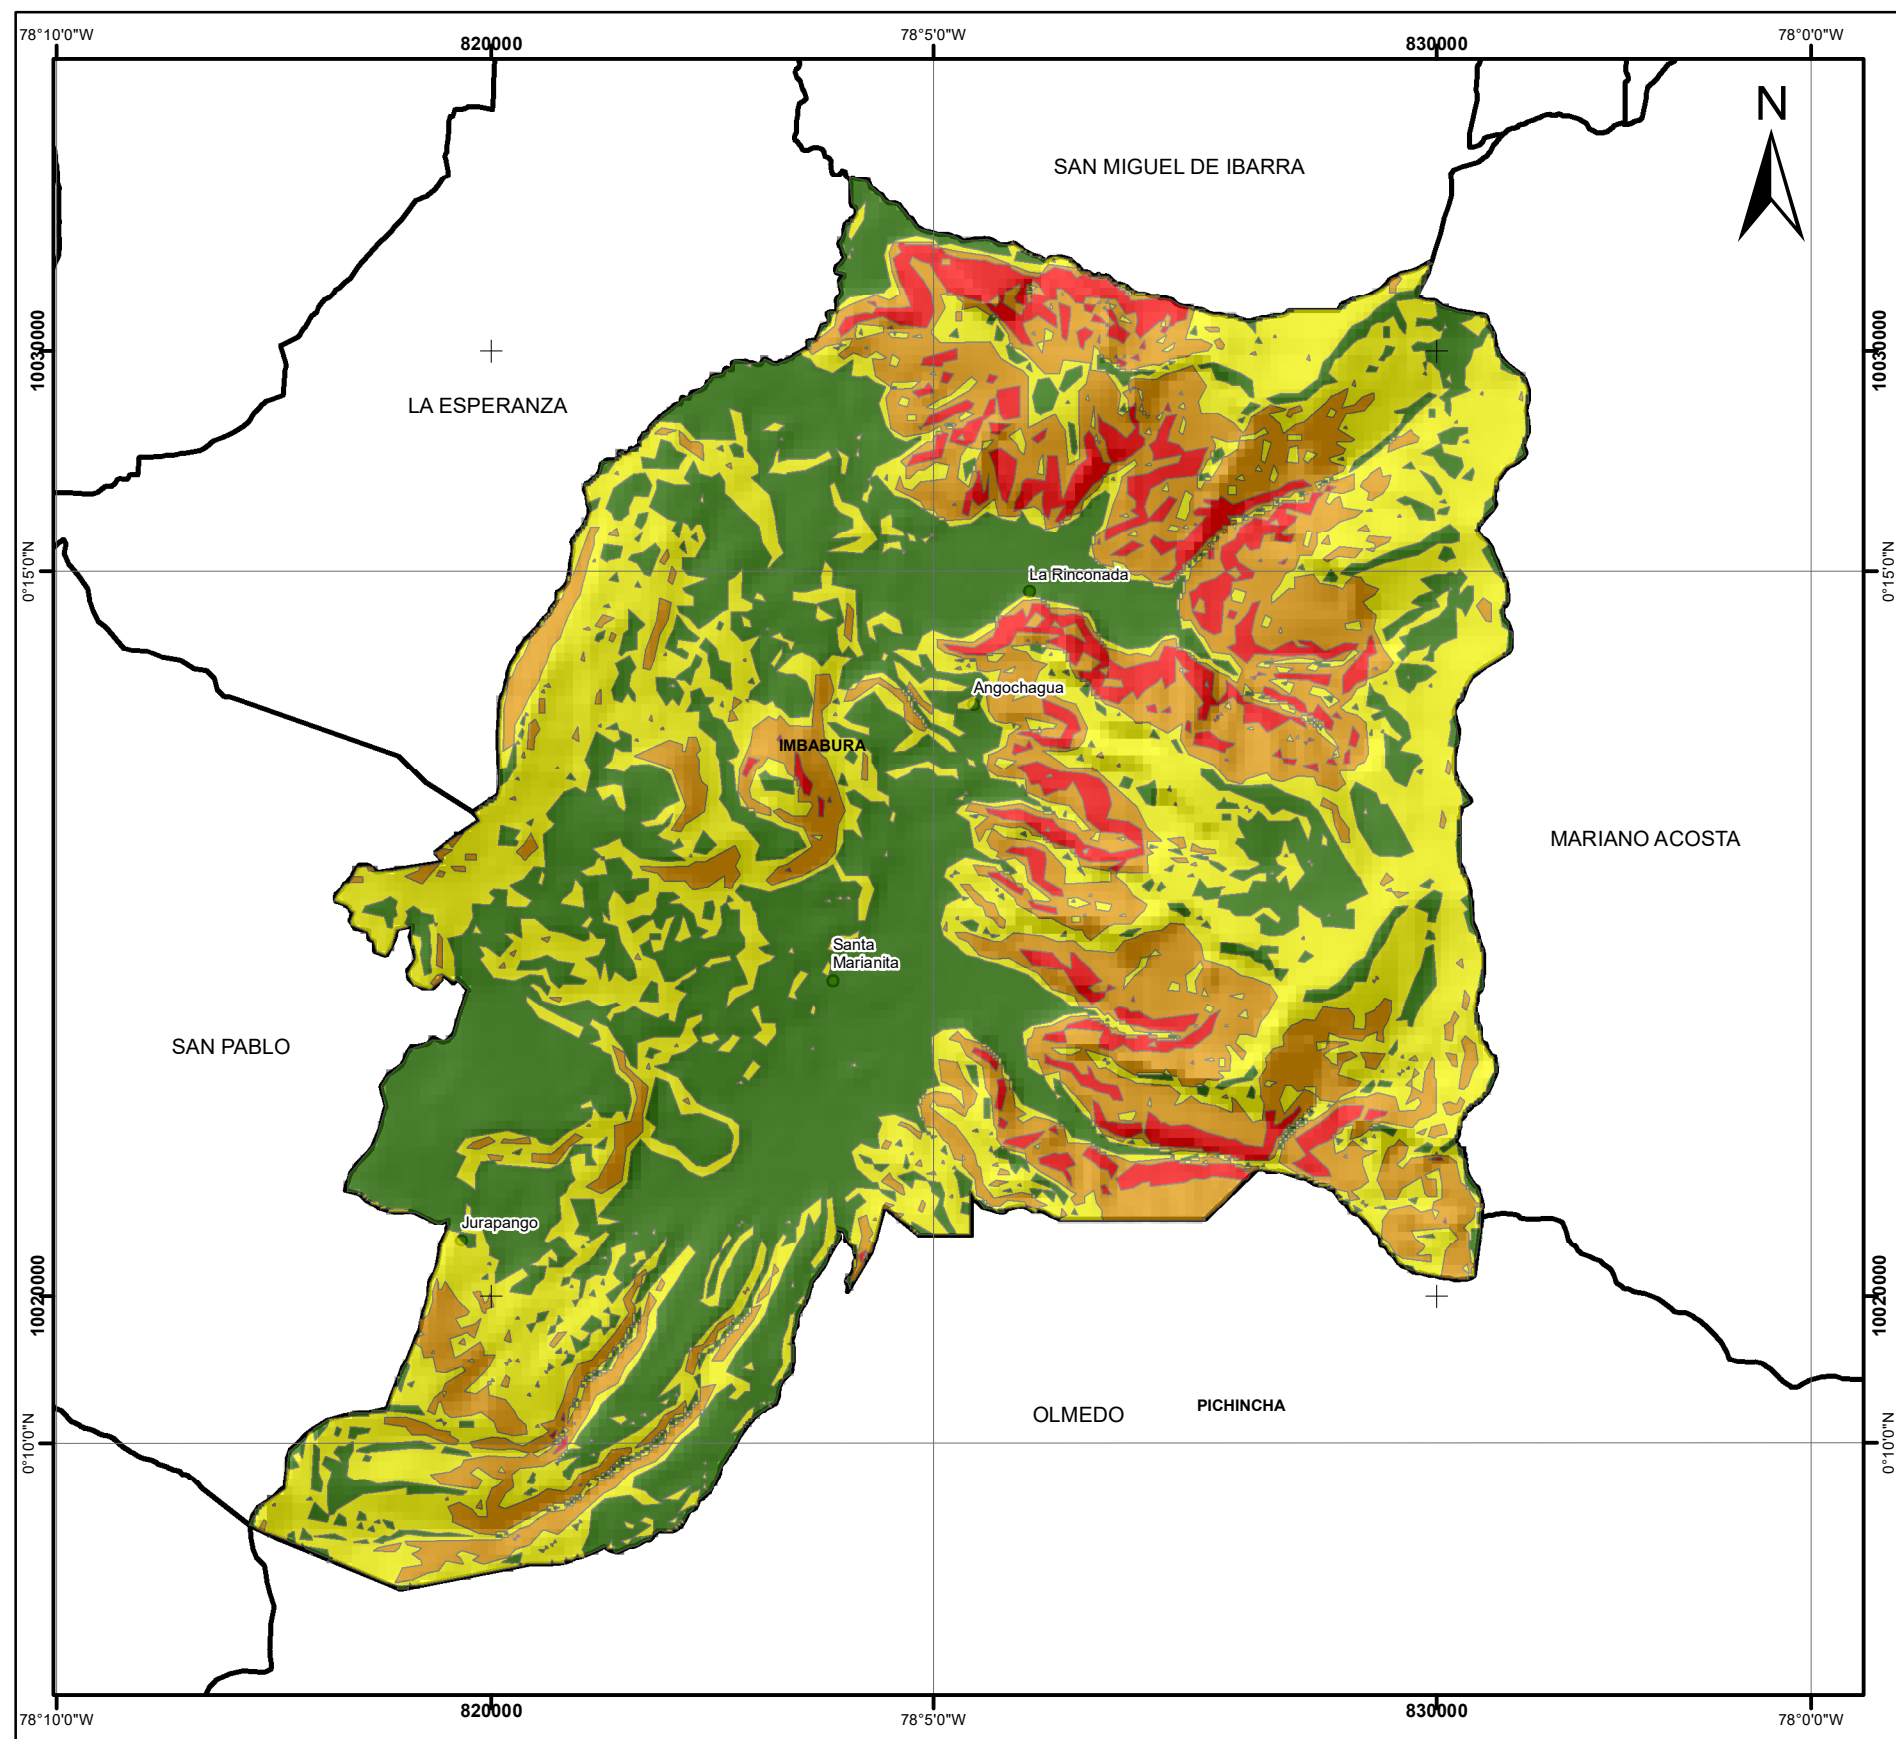 78°10'0"W
820000
78°5'0"W
830000
78°0'0"W
N
SAN MIGUEL DE IBARRA
10030000
10030000
LA ESPERANZA
0°15'0"N
0°15'0"N
La Rinconada
Angochagua
IMBABURA
MARIANO ACOSTA
Santa
Marianita
SAN PABLO
Jurapango
10020000
10020000
OLMEDO
PICHINCHA
0°10'0"N
0°10'0"N
78°10'0"W
820000
78°5'0"W
830000
78°0'0"W